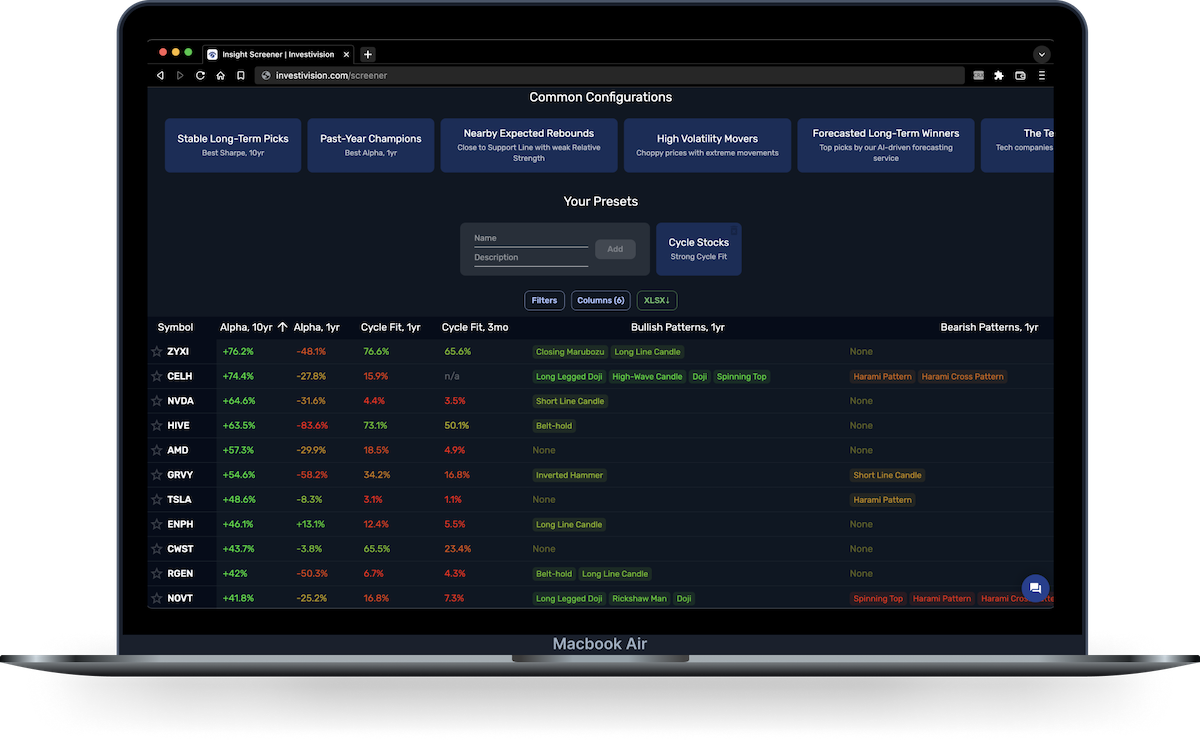 Insight Screener | Investivision
investivision.com/screener
Common Configurations
Stable Long-Term Picks
Best Sharpe, 10yr
Past-Year Champions
Best Alpha, 1yr
Nearby Expected Rebounds
Close to Support Line with weak Relative
Strength
High Volatility Movers
Choppy prices with extreme movements
Forecasted Long-Term Winners
Top picks by our AI-driven forecasting
service
The Te
Tech companies
Your Presets
Name
Description
Add
Cycle Stocks
Strong Cycle Fit
Filters
Columns (6)
XLSX↓
Symbol Alpha, 10yr ↑ Alpha, 1yr Cycle Fit, 1yr Cycle Fit, 3mo Bullish Patterns, 1yr Bearish Patterns, 1yr
ZYXI +76.2% -48.1% 76.6% 65.6% Closing Marubozu Long Line Candle None
CELH +74.4% -27.8% 15.9% n/a Long Legged Doji High-Wave Candle Doji Spinning Top Harami Pattern Harami Cross Pattern
NVDA +64.6% -31.6% 4.4% 3.5% Short Line Candle None
HIVE +63.5% -83.6% 73.1% 50.1% Belt-hold None
AMD +57.3% -29.9% 18.5% 4.9% None None
GRVY +54.6% -58.2% 34.2% 16.8% Inverted Hammer Short Line Candle
TSLA +48.6% -8.3% 3.1% 1.1% None Harami Pattern
ENPH +46.1% +13.1% 12.4% 5.5% Long Line Candle None
CWST +43.7% -3.8% 65.5% 23.4% None None
RGEN +42% -50.3% 6.7% 4.3% Belt-hold Long Line Candle None
NOVT +41.8% -25.2% 16.8% 7.3% Long Legged Doji Rickshaw Man Doji Spinning Top Harami Pattern Harami
Macbook Air